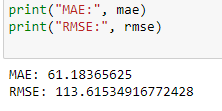 print("MAE:", mae)
print("RMSE:", rmse)
MAE: 61.18365625
RMSE: 113.61534916772428